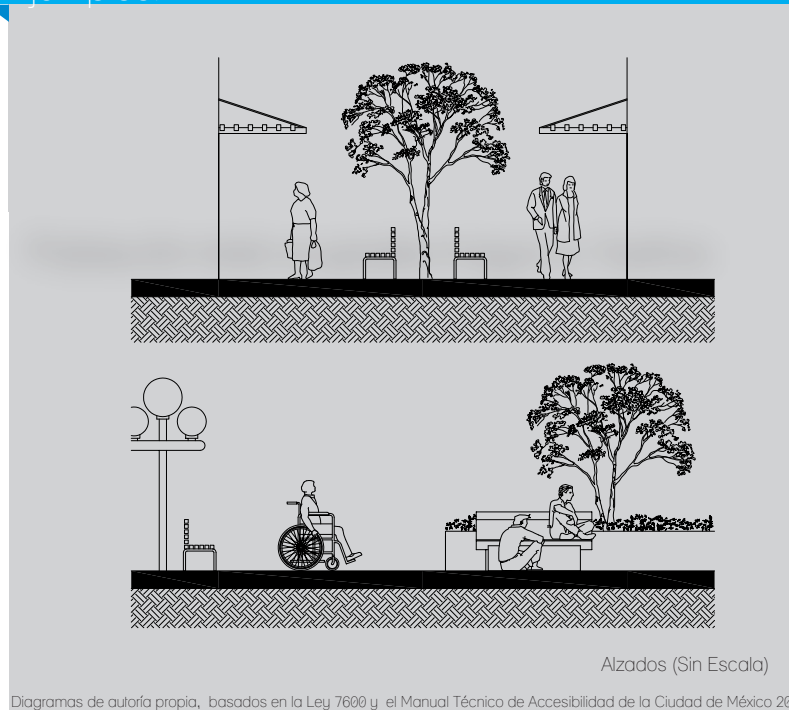 Alzados (Sin Escala)
Diagramas de autoría propia, basados en la Ley 7600 y el Manual Técnico de Accesibilidad de la Ciudad de México